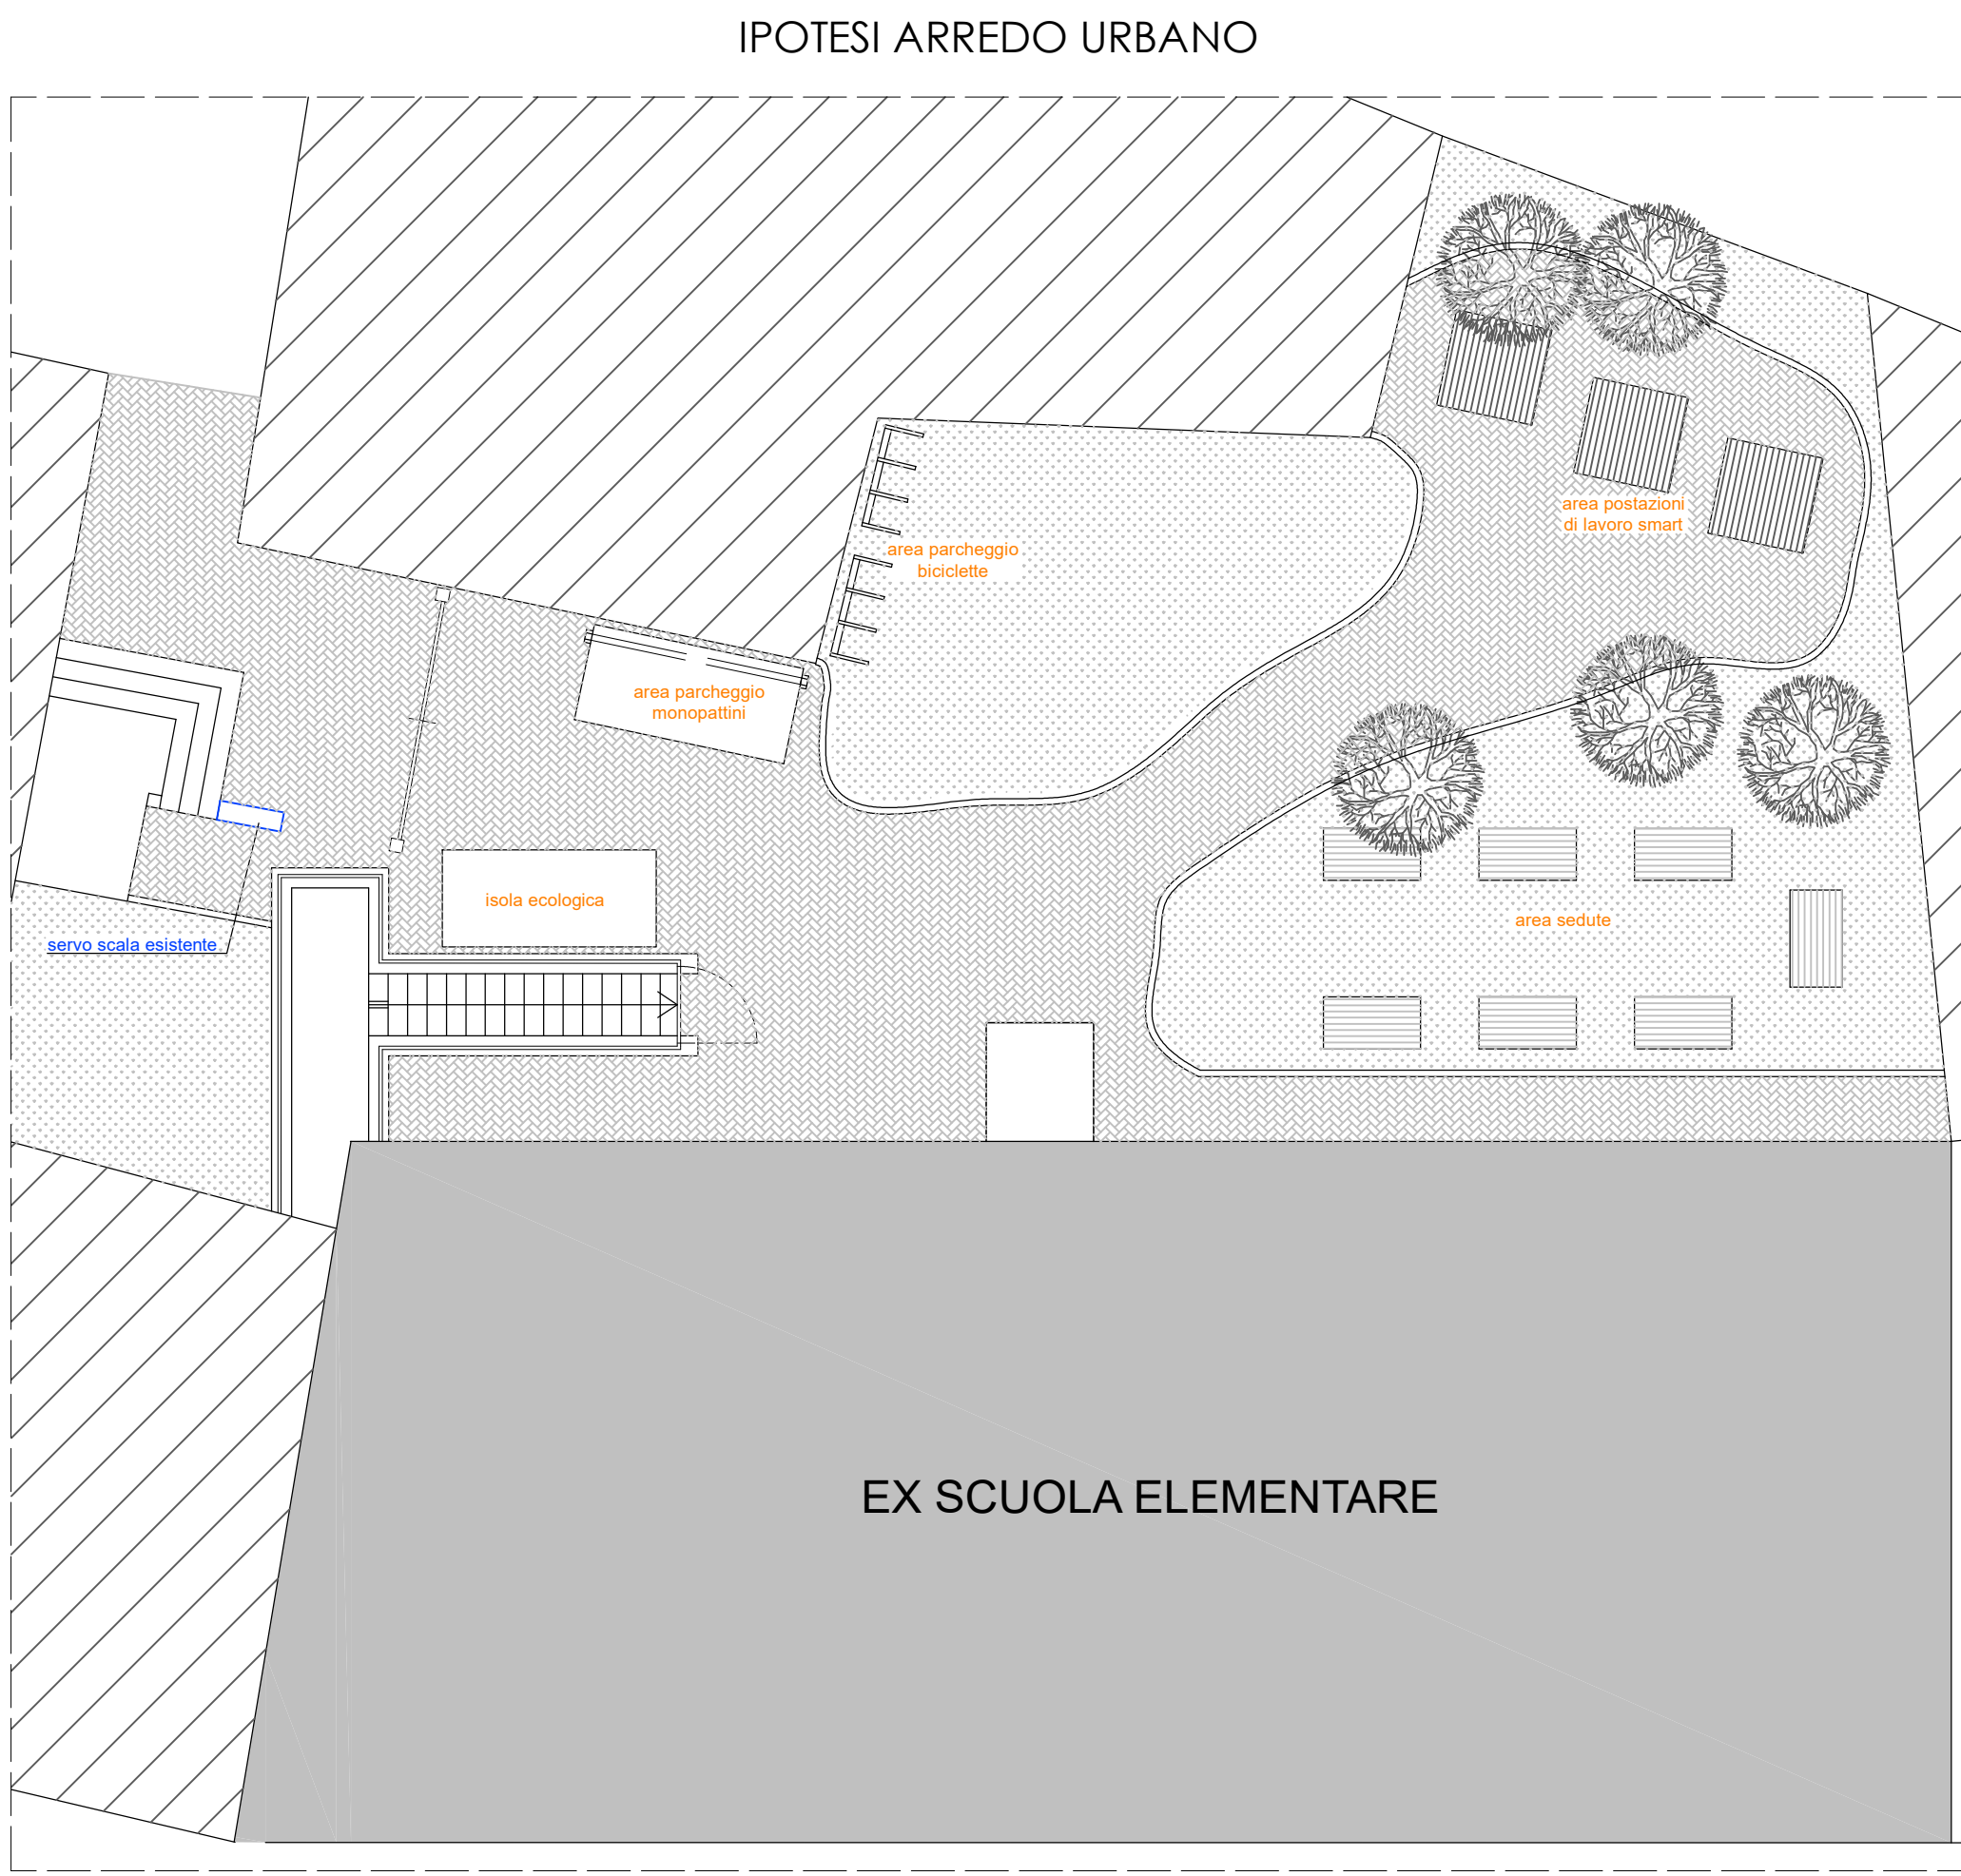 IPOTESI ARREDO URBANO
area postazioni
di lavoro smart
area parcheggio
biciclette
area parcheggio
monopattini
isola ecologica
area sedute
servo scala esistente
EX SCUOLA ELEMENTARE